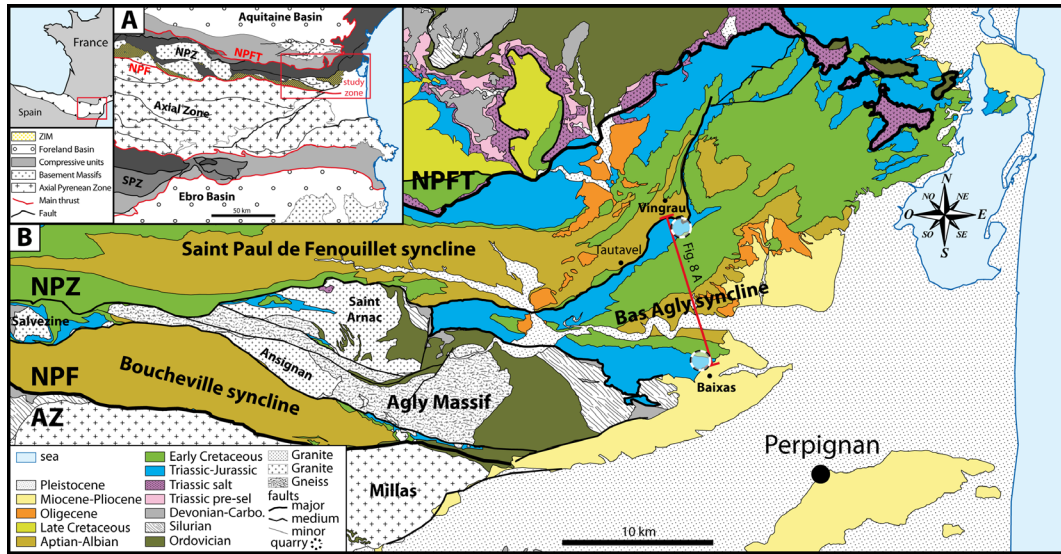 France
Spain
ZIM
Foreland Basin
Compressive units
Basement Massifs
Axial Pyrenean Zone
Main thrust
Fault
A
Aquitaine Basin
NPZ
NPFT
NPF
study
zone
Axial Zone
SPZ
Ebro Basin
50 km
B
NPFT
Vingrau
Tautavel
Fig. 8 A
Saint Paul de Fenouillet syncline
Bas Agly syncline
NPZ
Salvezine
Saint
Arnac
Ansignan
NPF
Boucheville syncline
Agly Massif
AZ
Baixas
Millas
Perpignan
N
NE
E
SE
S
SO
O
NO
sea
Pleistocene
Miocene-Pliocene
Oligocene
Late Cretaceous
Aptian-Albian
Early Cretaceous
Triassic-Jurassic
Triassic salt
Triassic pre-sel
Devonian-Carbo.
Silurian
Ordovician
Granite
Granite
Gneiss
faults
major
medium
minor
quarry
10 km